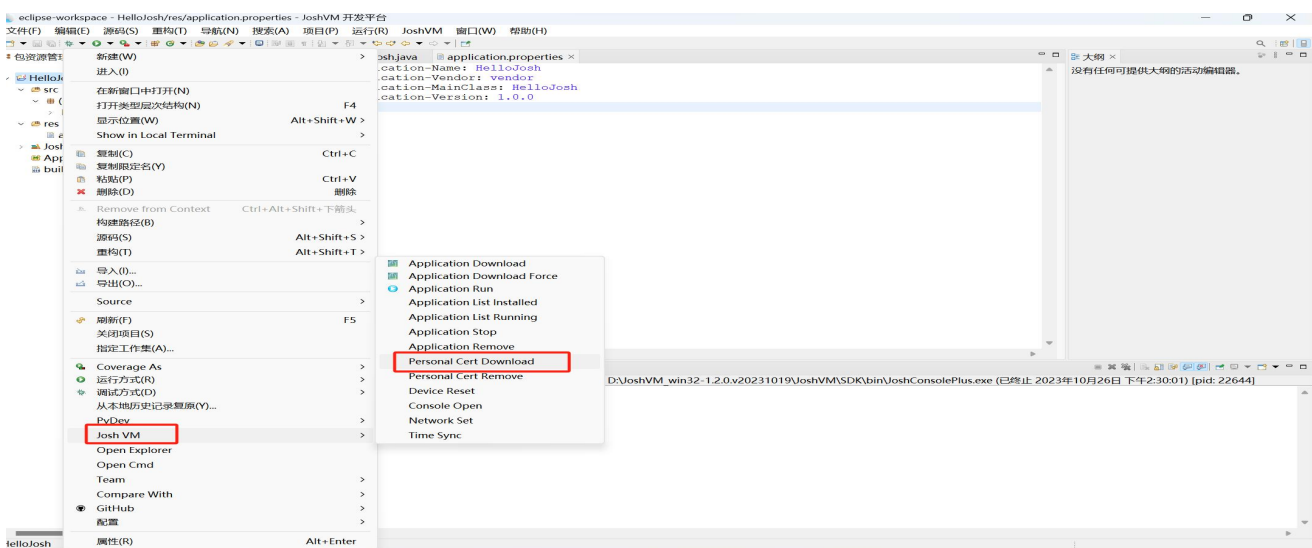 eclipse-workspace - HelloJosh/res/application.properties - JoshVM 开发平台
文件(F) 编辑(E) 源码(S) 重构(T) 导航(N) 搜索(A) 项目(P) 运行(R) JoshVM 窗口(W) 帮助(H)
包资源管理
osh.java application.properties ×
大纲 ×
没有任何可提供大纲的活动编辑器。
HelloJo
src
res
Josh
App
buil
cation-Name: HelloJosh
cation-Vendor: vendor
cation-MainClass: HelloJosh
cation-Version: 1.0.0
新建(W) >
进入(I)
在新窗口中打开(N)
打开类型层次结构(N) F4
显示位置(W) Alt+Shift+W >
Show in Local Terminal >
复制(C) Ctrl+C
复制限定名(Y)
粘贴(P) Ctrl+V
删除(D) 删除
Remove from Context Ctrl+Alt+Shift+下箭头
构建路径(B) >
源码(S) Alt+Shift+S >
重构(T) Alt+Shift+T >
导入(I)...
导出(O)...
Source >
刷新(F) F5
关闭项目(S)
指定工作集(A)...
Coverage As >
运行方式(R) >
调试方式(D) >
从本地历史记录复原(Y)...
PyDev >
Josh VM >
Open Explorer
Open Cmd
Team >
Compare With >
GitHub >
配置 >
属性(R) Alt+Enter
Application Download
Application Download Force
Application Run
Application List Installed
Application List Running
Application Stop
Application Remove
Personal Cert Download
Personal Cert Remove
Device Reset
Console Open
Network Set
Time Sync
D:\JoshVM_win32-1.2.0.v20231019\JoshVM\SDK\bin\JoshConsolePlus.exe (已终止 2023年10月26日 下午2:30:01) [pid: 22644]
HelloJosh